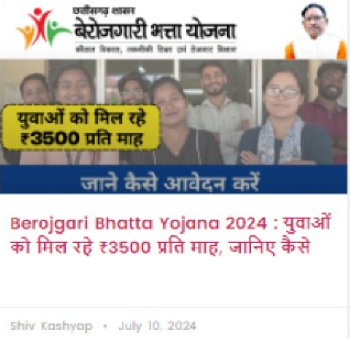 छत्तीसगढ़ शासन
बेरोजगारी भत्ता योजना
कौशल विकास, तकनीकी शिक्षा एवं रोजगार विभाग
युवाओं को मिल रहे
₹3500 प्रति माह
जाने कैसे आवेदन करें
Berojgari Bhatta Yojana 2024 : युवाओं
को मिल रहे ₹3500 प्रति माह, जानिए कैसे
Shiv Kashyap • July 10, 2024